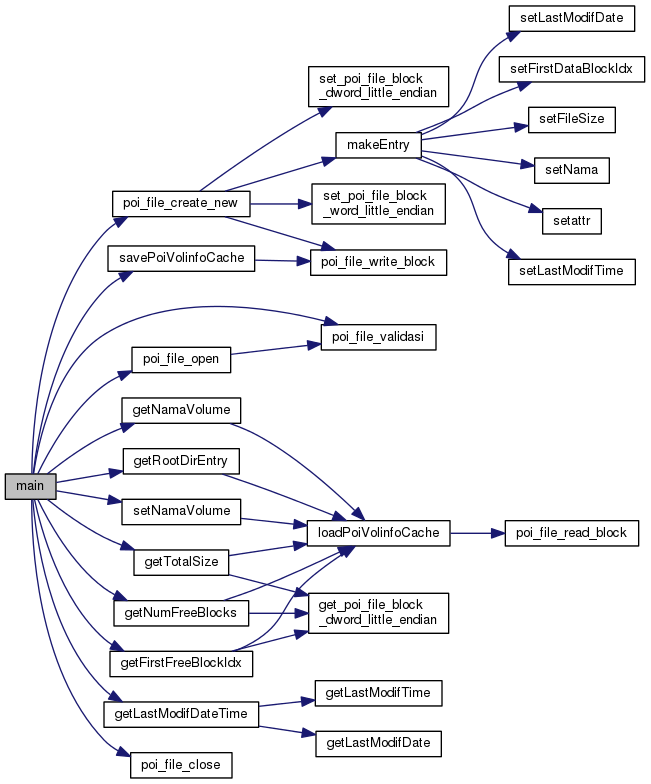 setLastModifDate
setFirstDataBlockIdx
set_poi_file_block
_dword_little_endian
setFileSize
makeEntry
setNama
poi_file_create_new
set_poi_file_block
_word_little_endian
setattr
savePoiVolinfoCache
poi_file_write_block
setLastModifTime
poi_file_validasi
poi_file_open
getNamaVolume
getRootDirEntry
main
setNamaVolume
loadPoiVolinfoCache
poi_file_read_block
getTotalSize
getNumFreeBlocks
get_poi_file_block
_dword_little_endian
getFirstFreeBlockIdx
getLastModifTime
getLastModifDateTime
getLastModifDate
poi_file_close